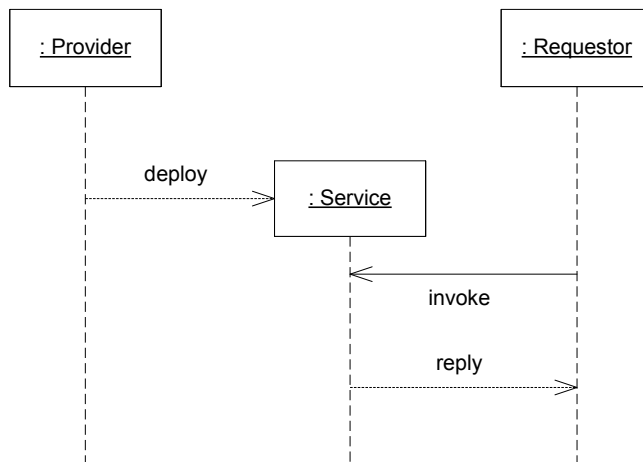 : Provider
: Requestor
deploy
: Service
invoke
reply